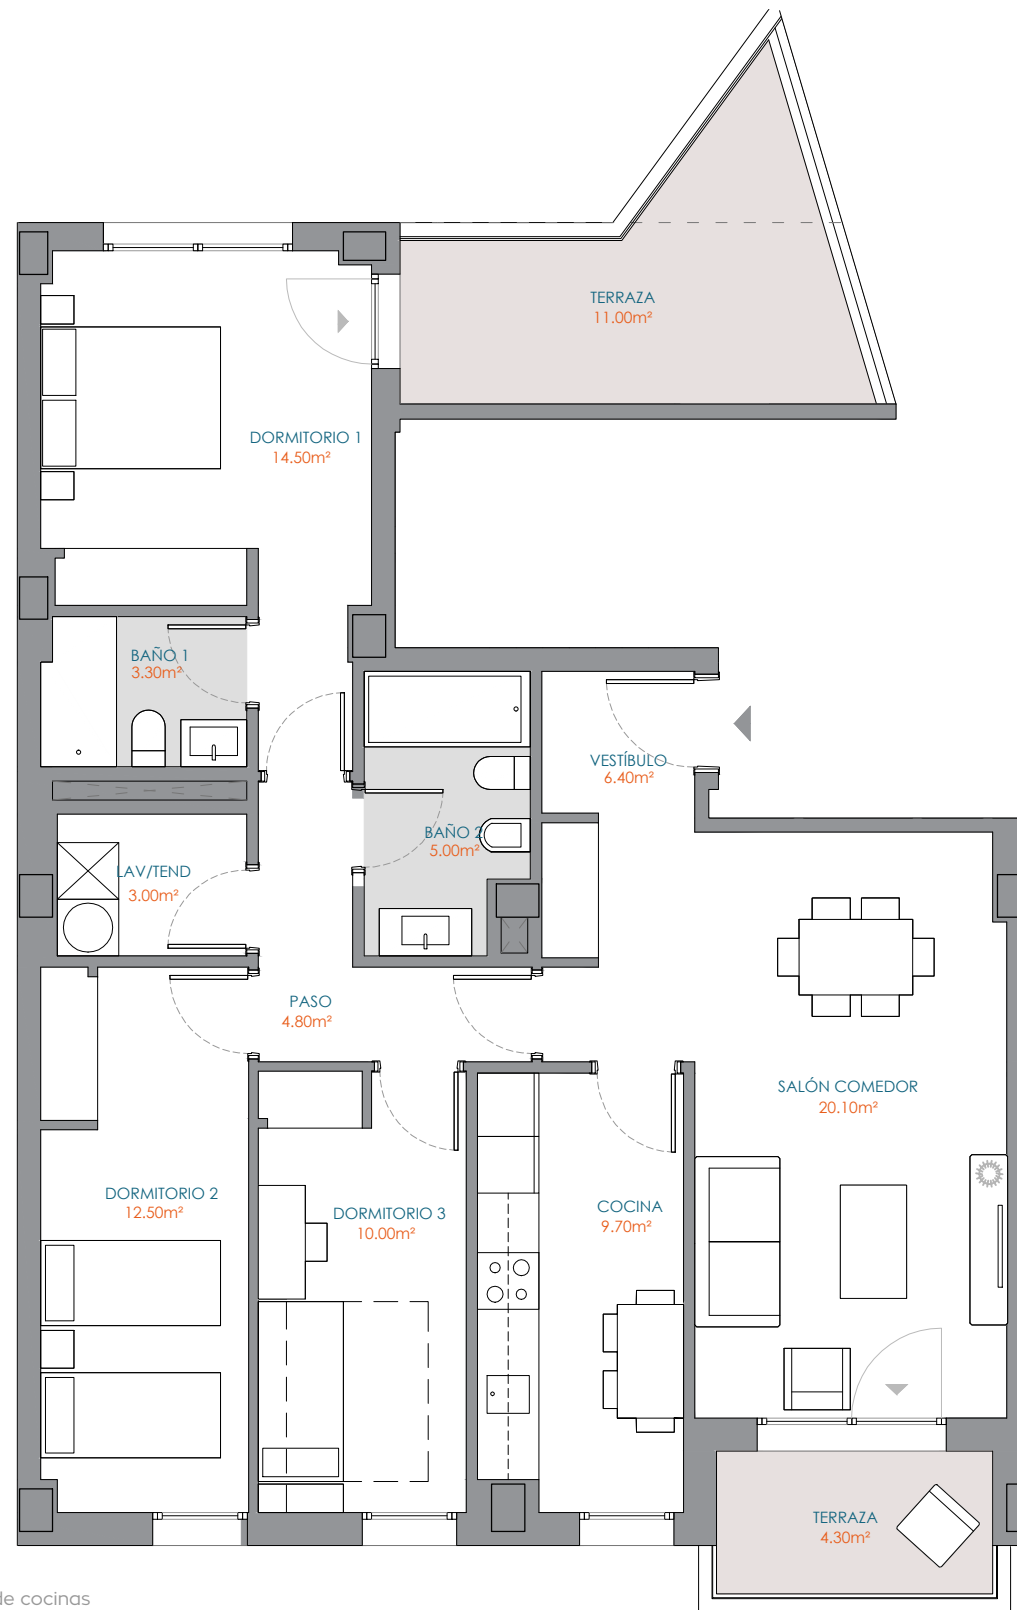 TERRAZA
11.00m²
DORMITORIO 1
14.50m²
BAÑO 1
3.30m²
VESTÍBULO
6.40m²
BAÑO 2
5.00m²
LAV/TEND
3.00m²
PASO
4.80m²
SALÓN COMEDOR
20.10m²
DORMITORIO 2
12.50m²
DORMITORIO 3
10.00m²
COCINA
9.70m²
TERRAZA
4.30m²
de cocinas